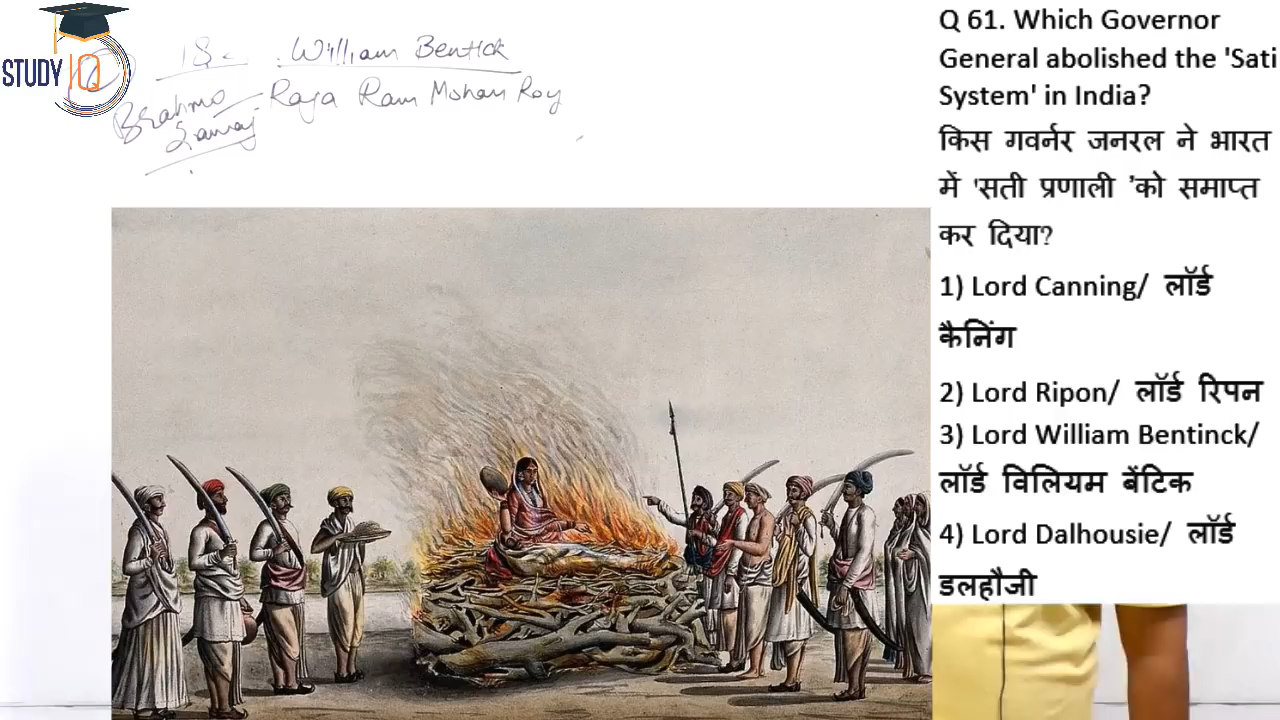 STUDY IQ
William Bentick
Brahmo Raja Ram Mohan Roy
Samaj
Q 61. Which Governor
General abolished the 'Sati
System' in India?
किस गवर्नर जनरल ने भारत
में 'सती प्रणाली 'को समाप्त
कर दिया?
1) Lord Canning/ लॉर्ड
कैनिंग
2) Lord Ripon/ लॉर्ड रिपन
3) Lord William Bentinck/
लॉर्ड विलियम बेंटिक
4) Lord Dalhousie/ लॉर्ड
डलहौजी